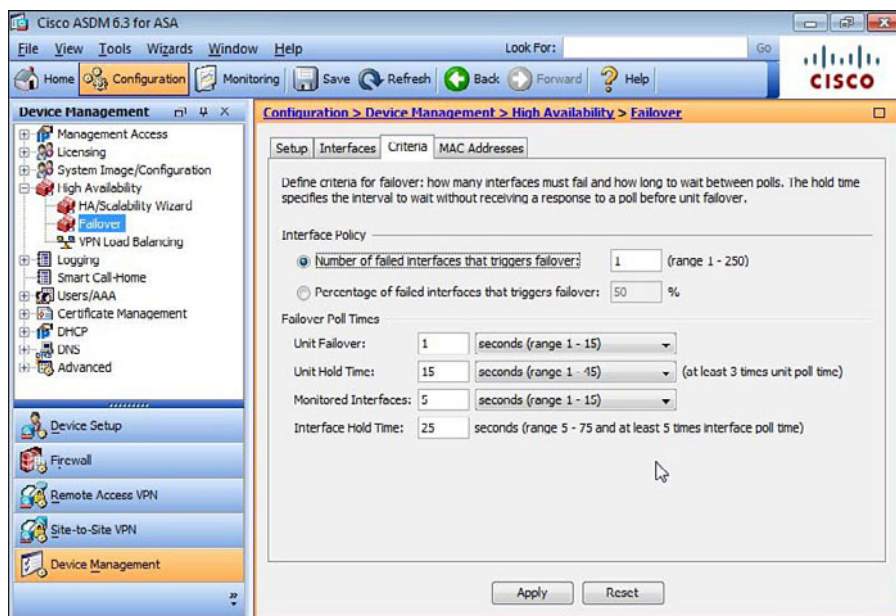 Cisco ASDM 6.3 for ASA
File View Tools Wizards Window Help Look For: Go
Home Configuration Monitoring Save Refresh Back Forward Help
CISCO
Device Management
Management Access
Licensing
System Image/Configuration
High Availability
HA/Scalability Wizard
Failover
VPN Load Balancing
Logging
Smart Call-Home
Users/AAA
Certificate Management
DHCP
DNS
Advanced
Device Setup
Firewall
Remote Access VPN
Site-to-Site VPN
Device Management
Configuration > Device Management > High Availability > Failover
Setup Interfaces Criteria MAC Addresses
Define criteria for failover: how many interfaces must fail and how long to wait between polls. The hold time
specifies the interval to wait without receiving a response to a poll before unit failover.
Interface Policy
Number of failed interfaces that triggers failover: 1 (range 1 - 250)
Percentage of failed interfaces that triggers failover: 50 %
Failover Poll Times
Unit Failover: 1 seconds (range 1 - 15)
Unit Hold Time: 15 seconds (range 1 - 45) (at least 3 times unit poll time)
Monitored Interfaces: 5 seconds (range 1 - 15)
Interface Hold Time: 25 seconds (range 5 - 75 and at least 5 times interface poll time)
Apply Reset